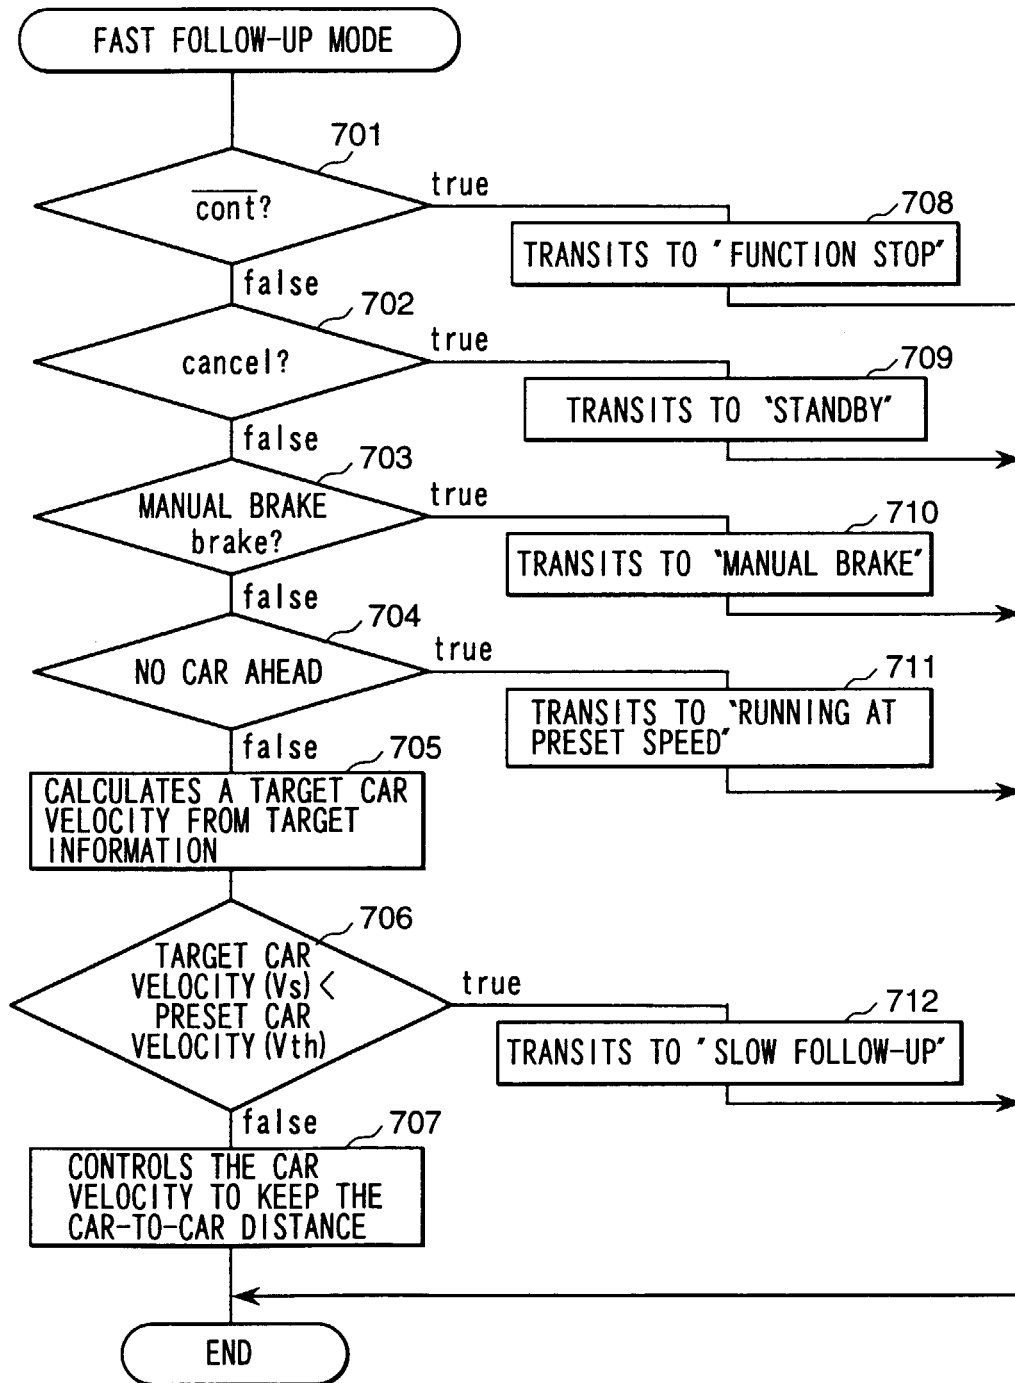 FAST FOLLOW-UP MODE
701
cont?
true
708
TRANSITS TO "FUNCTION STOP"
false
702
cancel?
true
709
TRANSITS TO "STANDBY"
false
703
MANUAL BRAKE
brake?
true
710
TRANSITS TO "MANUAL BRAKE"
false
704
NO CAR AHEAD
true
711
TRANSITS TO "RUNNING AT
PRESET SPEED"
false
705
CALCULATES A TARGET CAR
VELOCITY FROM TARGET
INFORMATION
706
TARGET CAR
VELOCITY(Vs) <
PRESET CAR
VELOCITY(Vth)
true
712
TRANSITS TO "SLOW FOLLOW-UP"
false
707
CONTROLS THE CAR
VELOCITY TO KEEP THE
CAR-TO-CAR DISTANCE
END